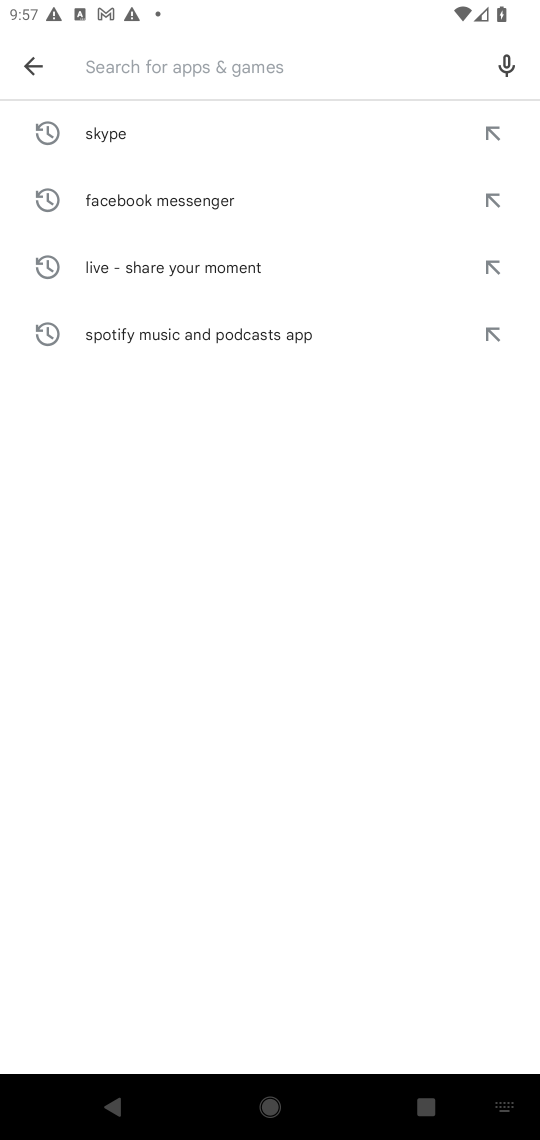 9:57
Search for apps & games
skype
facebook messenger
live - share your moment
spotify music and podcasts app